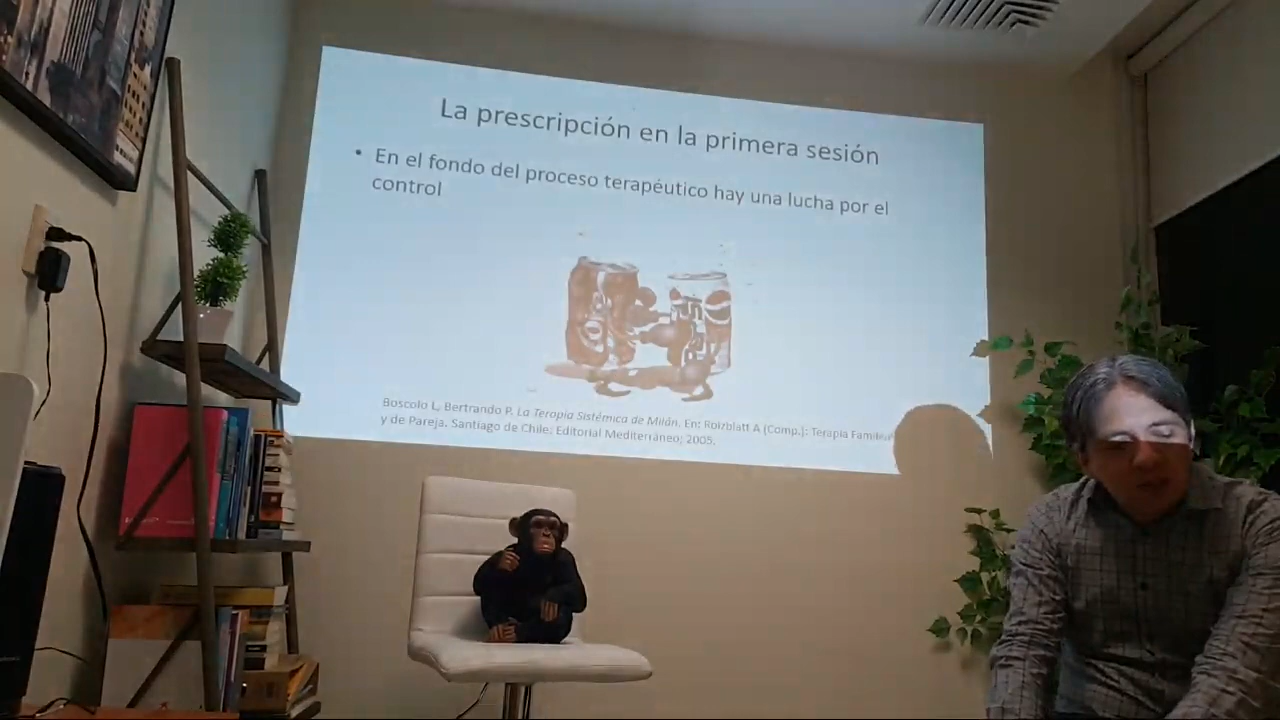 La prescripción en la primera sesión
• En el fondo del proceso terapéutico hay una lucha por el
control
Boscolo L, Bertrando P. La Terapia Sistémica de Milán. En: Roizblatt A (Comp.): Terapia Familiar
y de Pareja. Santiago de Chile: Editorial Mediterráneo; 2005.